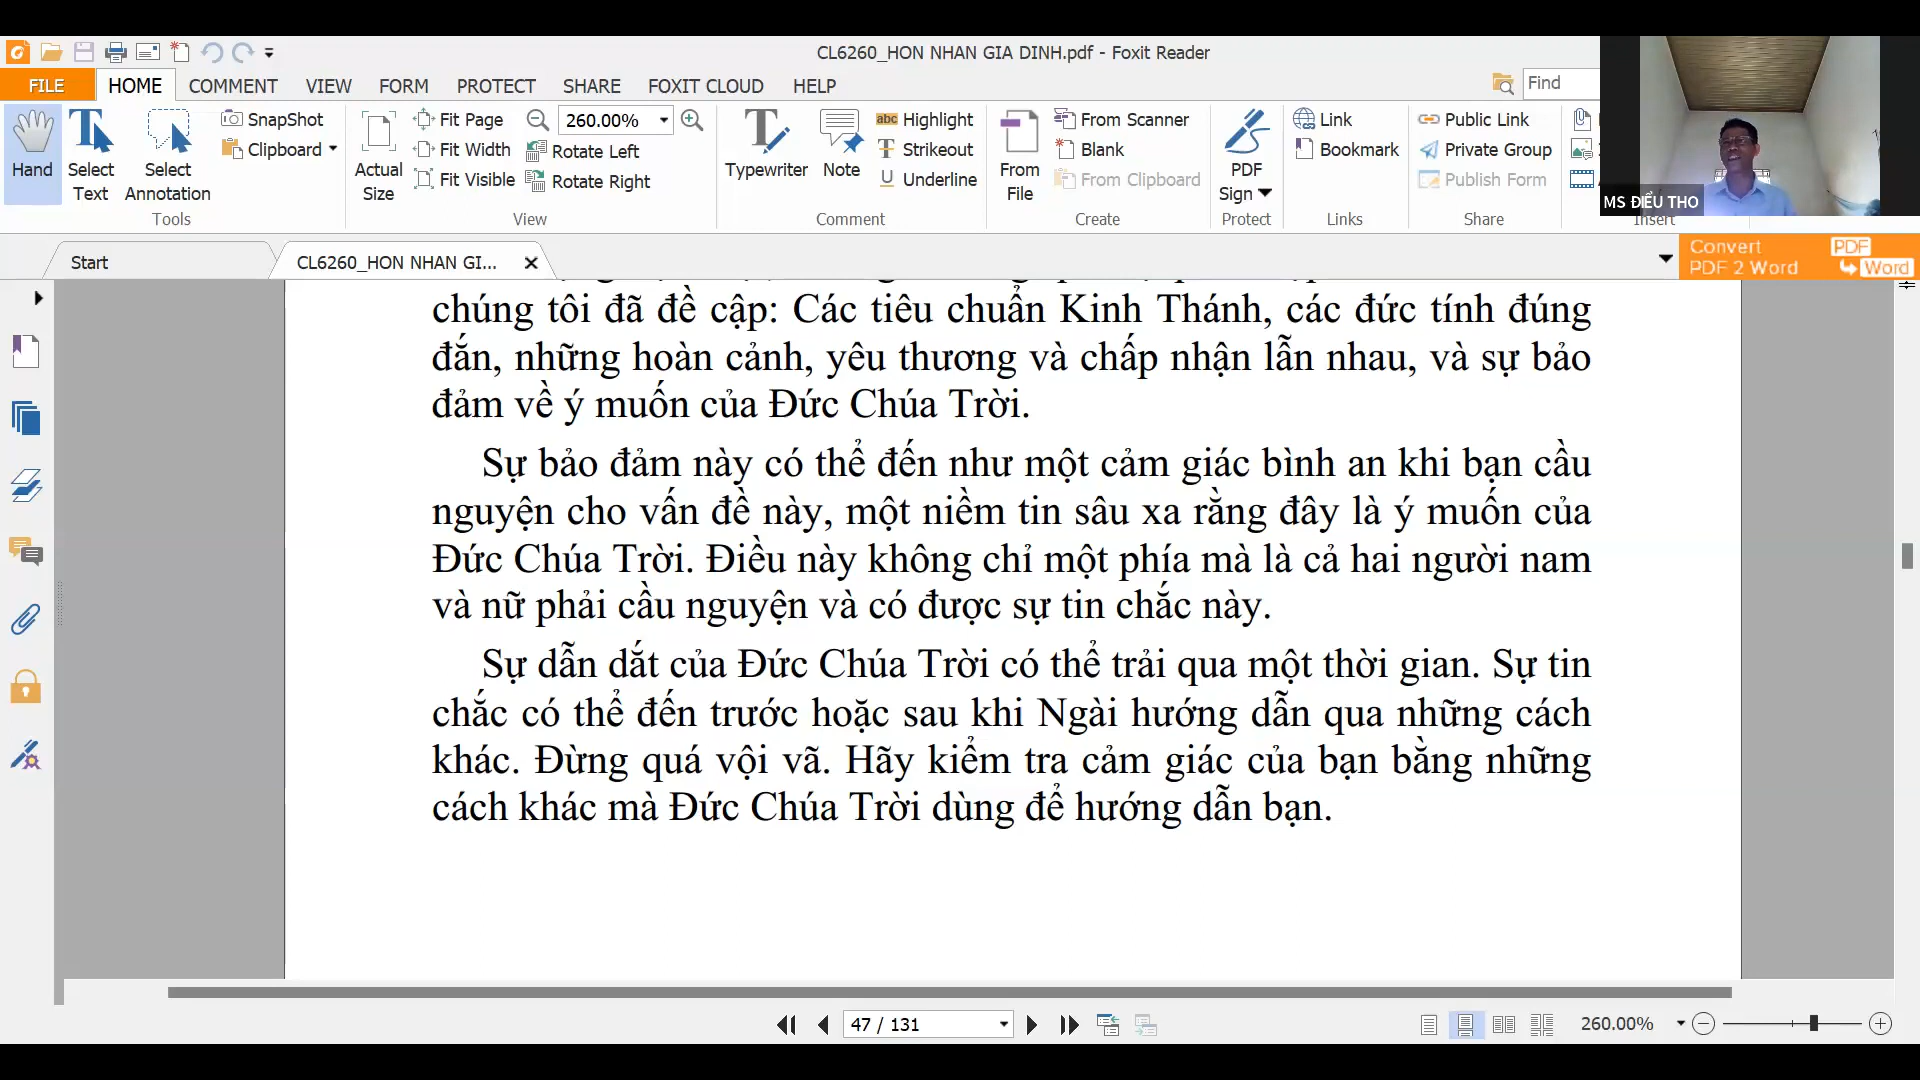 CL6260_HON NHAN GIA DINH.pdf - Foxit Reader
FILE HOME COMMENT VIEW FORM PROTECT SHARE FOXIT CLOUD HELP Find
Hand
Select Text
Select Annotation
SnapShot
Clipboard
Tools
Actual Size
Fit Page
Fit Width
Fit Visible
260.00%
Rotate Left
Rotate Right
View
Typewriter
Note
Highlight
Strikeout
Underline
Comment
From File
From Scanner
Blank
From Clipboard
Create
PDF Sign
Protect
Link
Bookmark
Links
Public Link
Private Group
Publish Form
Share
Insert
MS ĐIỂU THO
Start
CL6260_HON NHAN GI...
Convert
PDF 2 Word
PDF
Word
chúng tôi đã đề cập: Các tiêu chuẩn Kinh Thánh, các đức tính đúng
đắn, những hoàn cảnh, yêu thương và chấp nhận lẫn nhau, và sự bảo
đảm về ý muốn của Đức Chúa Trời.
Sự bảo đảm này có thể đến như một cảm giác bình an khi bạn cầu
nguyện cho vấn đề này, một niềm tin sâu xa rằng đây là ý muốn của
Đức Chúa Trời. Điều này không chỉ một phía mà là cả hai người nam
và nữ phải cầu nguyện và có được sự tin chắc này.
Sự dẫn dắt của Đức Chúa Trời có thể trải qua một thời gian. Sự tin
chắc có thể đến trước hoặc sau khi Ngài hướng dẫn qua những cách
khác. Đừng quá vội vã. Hãy kiểm tra cảm giác của bạn bằng những
cách khác mà Đức Chúa Trời dùng để hướng dẫn bạn.
47 / 131
260.00%